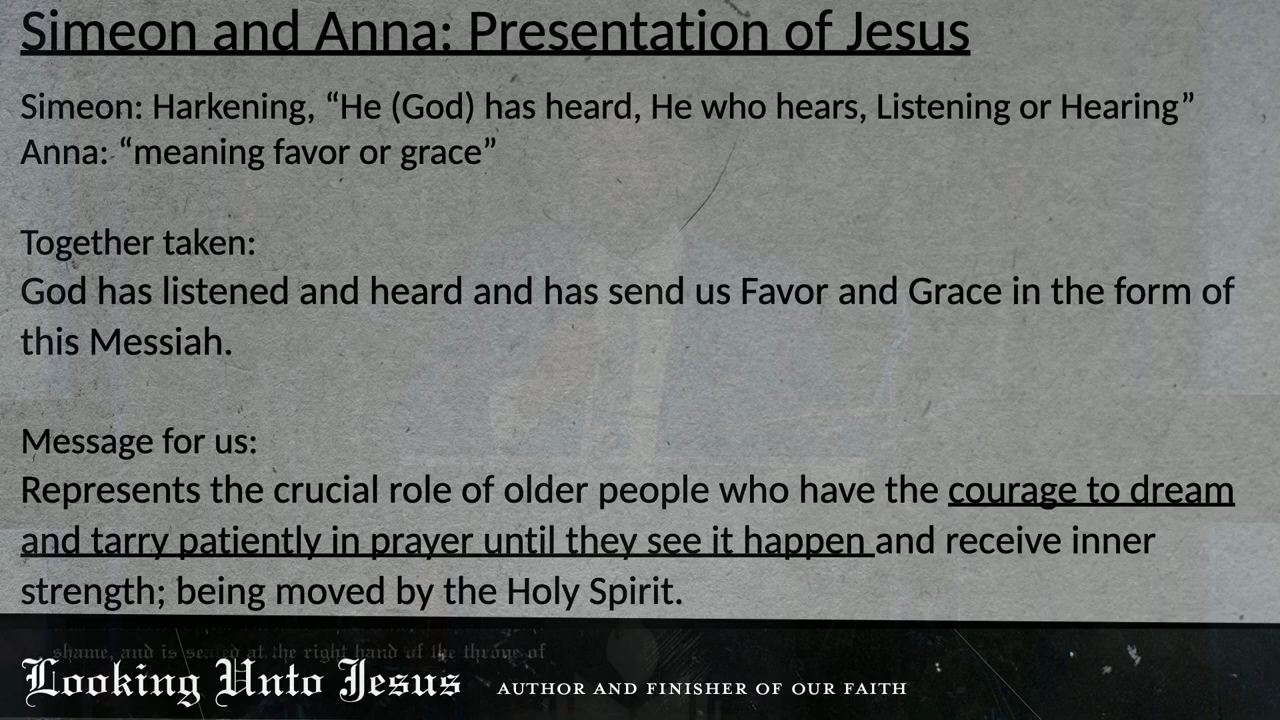 Simeon and Anna: Presentation of Jesus
Simeon: Harkening, “He (God) has heard, He who hears, Listening or Hearing”
Anna: “meaning favor or grace”
Together taken:
God has listened and heard and has send us Favor and Grace in the form of
this Messiah.
Message for us:
Represents the crucial role of older people who have the courage to dream
and tarry patiently in prayer until they see it happen and receive inner
strength; being moved by the Holy Spirit.
shame, and is seated at the right hand of the throne of
Looking Unto Jesus AUTHOR AND FINISHER OF OUR FAITH